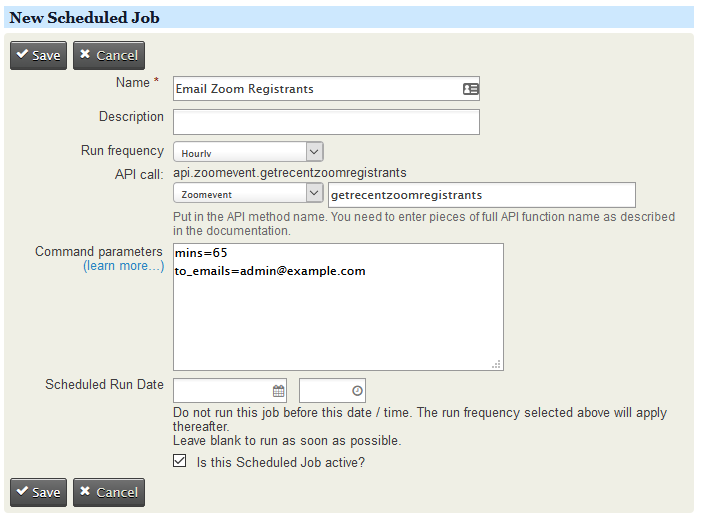 New Scheduled Job
Save Cancel
Name * Email Zoom Registrants
Description
Run frequency Hourly
API call: api.zoomevent.getrecentzoomregistrants
Zoomevent getrecentzoomregistrants
Put in the API method name. You need to enter pieces of full API function name as described
in the documentation.
Command parameters mins=65
(learn more...) to_emails=admin@example.com
Scheduled Run Date
Do not run this job before this date / time. The run frequency selected above will apply
thereafter.
Leave blank to run as soon as possible.
Is this Scheduled Job active?
Save Cancel